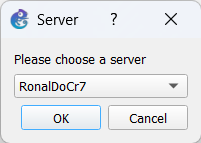 Server ?
Please choose a server
RonalDoCr7
OK Cancel